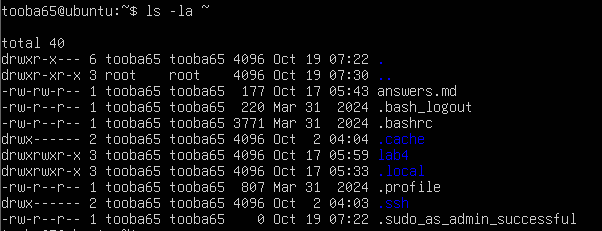 tooba65@ubuntu:~$ ls -la ~
total 40
drwxr-x--- 6 tooba65 tooba65 4096 Oct 19 07:22 .
drwxr-xr-x 3 root    root    4096 Oct 19 07:30 ..
-rw-rw-r-- 1 tooba65 tooba65  177 Oct 17 05:43 answers.md
-rw-r--r-- 1 tooba65 tooba65  220 Mar 31  2024 .bash_logout
-rw-r--r-- 1 tooba65 tooba65 3771 Mar 31  2024 .bashrc
drwx------ 2 tooba65 tooba65 4096 Oct  2 04:04 .cache
drwxrwxr-x 3 tooba65 tooba65 4096 Oct 17 05:59 lab4
drwxrwxr-x 3 tooba65 tooba65 4096 Oct 17 05:33 .local
-rw-r--r-- 1 tooba65 tooba65  807 Mar 31  2024 .profile
drwx------ 2 tooba65 tooba65 4096 Oct  2 04:03 .ssh
-rw-r--r-- 1 tooba65 tooba65    0 Oct 19 07:22 .sudo_as_admin_successful